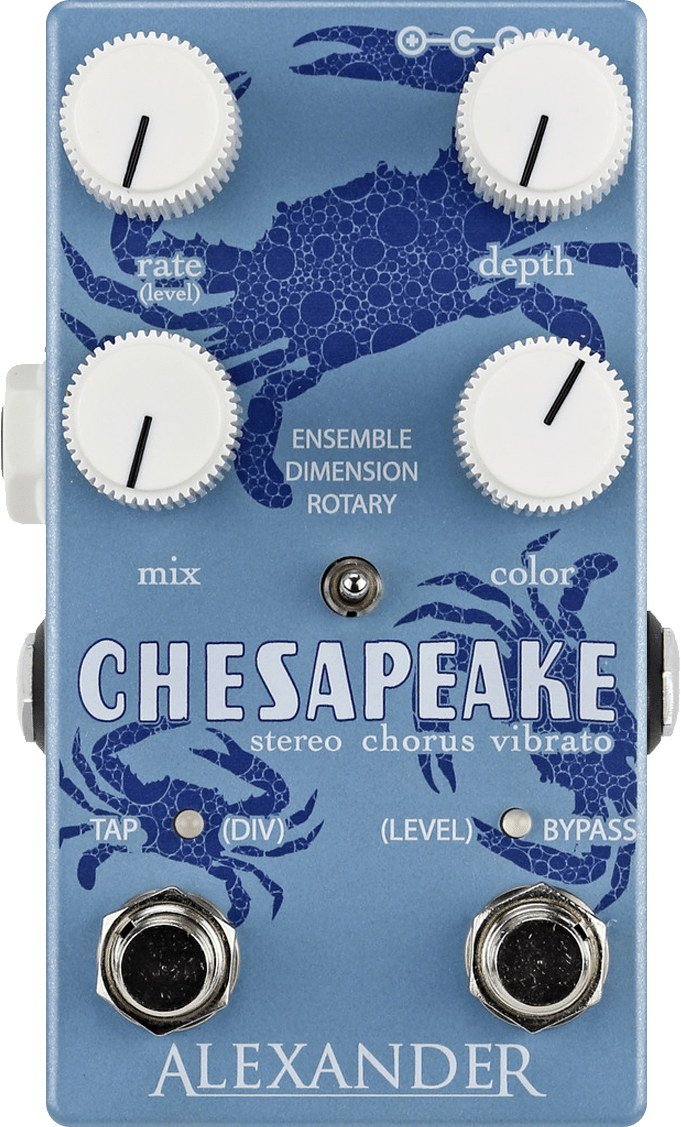 rate
depth
(level)
ENSEMBLE
DIMENSION
ROTARY
mix
color
CHESAPEAKE
stereo chorus vibrato
TAP (DIV)
(LEVEL) BYPASS
ALEXANDER